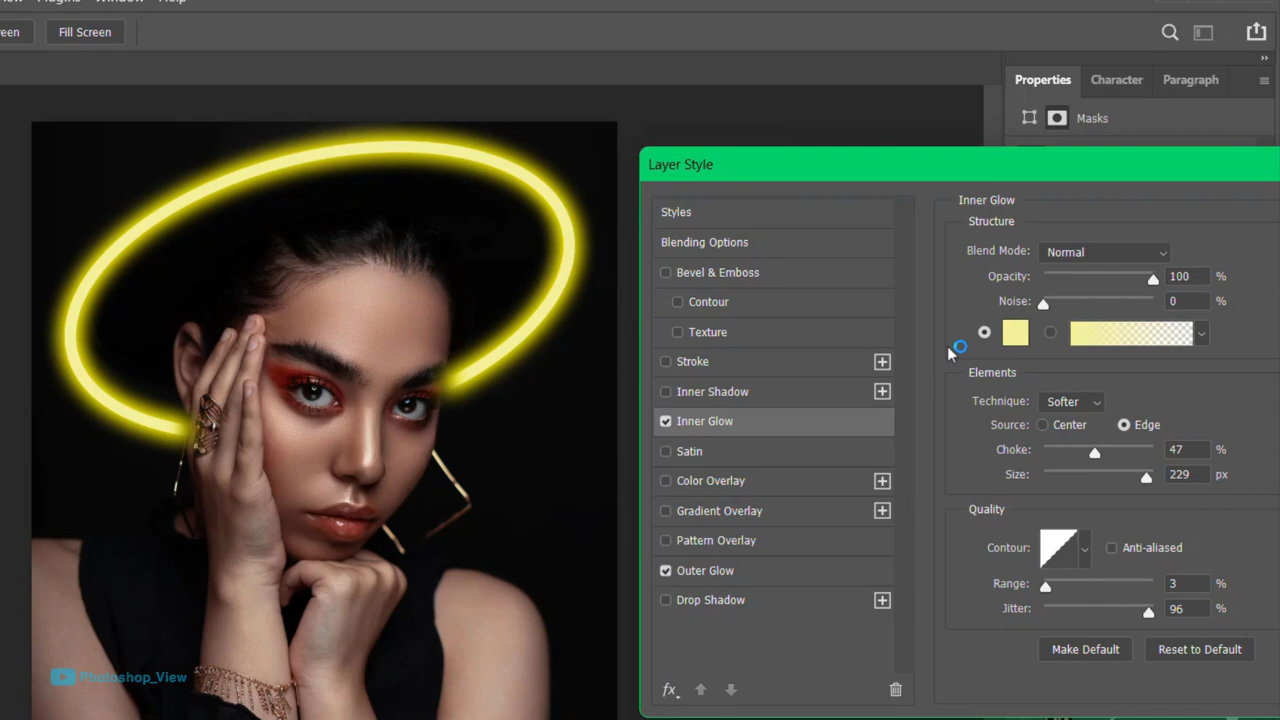 Help
Fill Screen
Properties
Character
Paragraph
Masks
Layer Style
Styles
Blending Options
Bevel & Emboss
Contour
Texture
Stroke
Inner Shadow
Inner Glow
Satin
Color Overlay
Gradient Overlay
Pattern Overlay
Outer Glow
Drop Shadow
fx
Inner Glow
Structure
Blend Mode: Normal
Opacity: 100 %
Noise: 0 %
Elements
Technique: Softer
Source: Center Edge
Choke: 47 %
Size: 229 px
Quality
Contour: Anti-aliased
Range: 3 %
Jitter: 96 %
Make Default Reset to Default
Photoshop_View